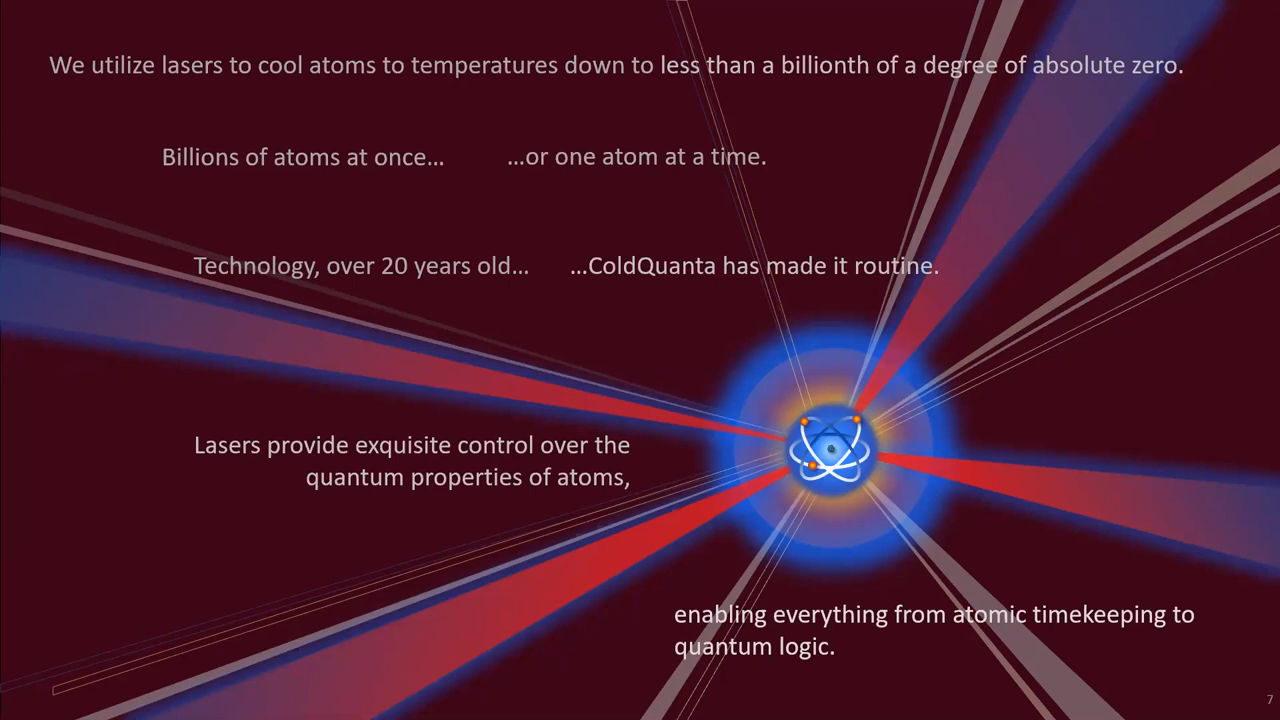 We utilize lasers to cool atoms to temperatures down to less than a billionth of a degree of absolute zero.
Billions of atoms at once… …or one atom at a time.
Technology, over 20 years old… …ColdQuanta has made it routine.
Lasers provide exquisite control over the
quantum properties of atoms,
enabling everything from atomic timekeeping to
quantum logic.
7